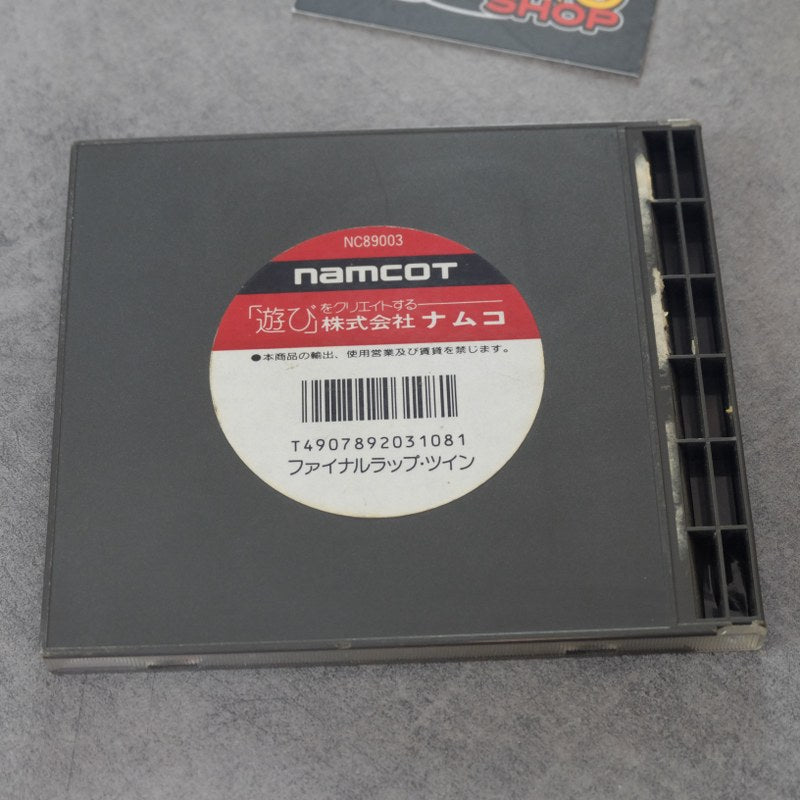 SHOP
NC89003
namcot
「遊び」をクリエイトする
株式会社ナムコ
●本商品の輸出、使用営業及び賃貸を禁じます。
T4907892031081
ファイナルラップ・ツイン